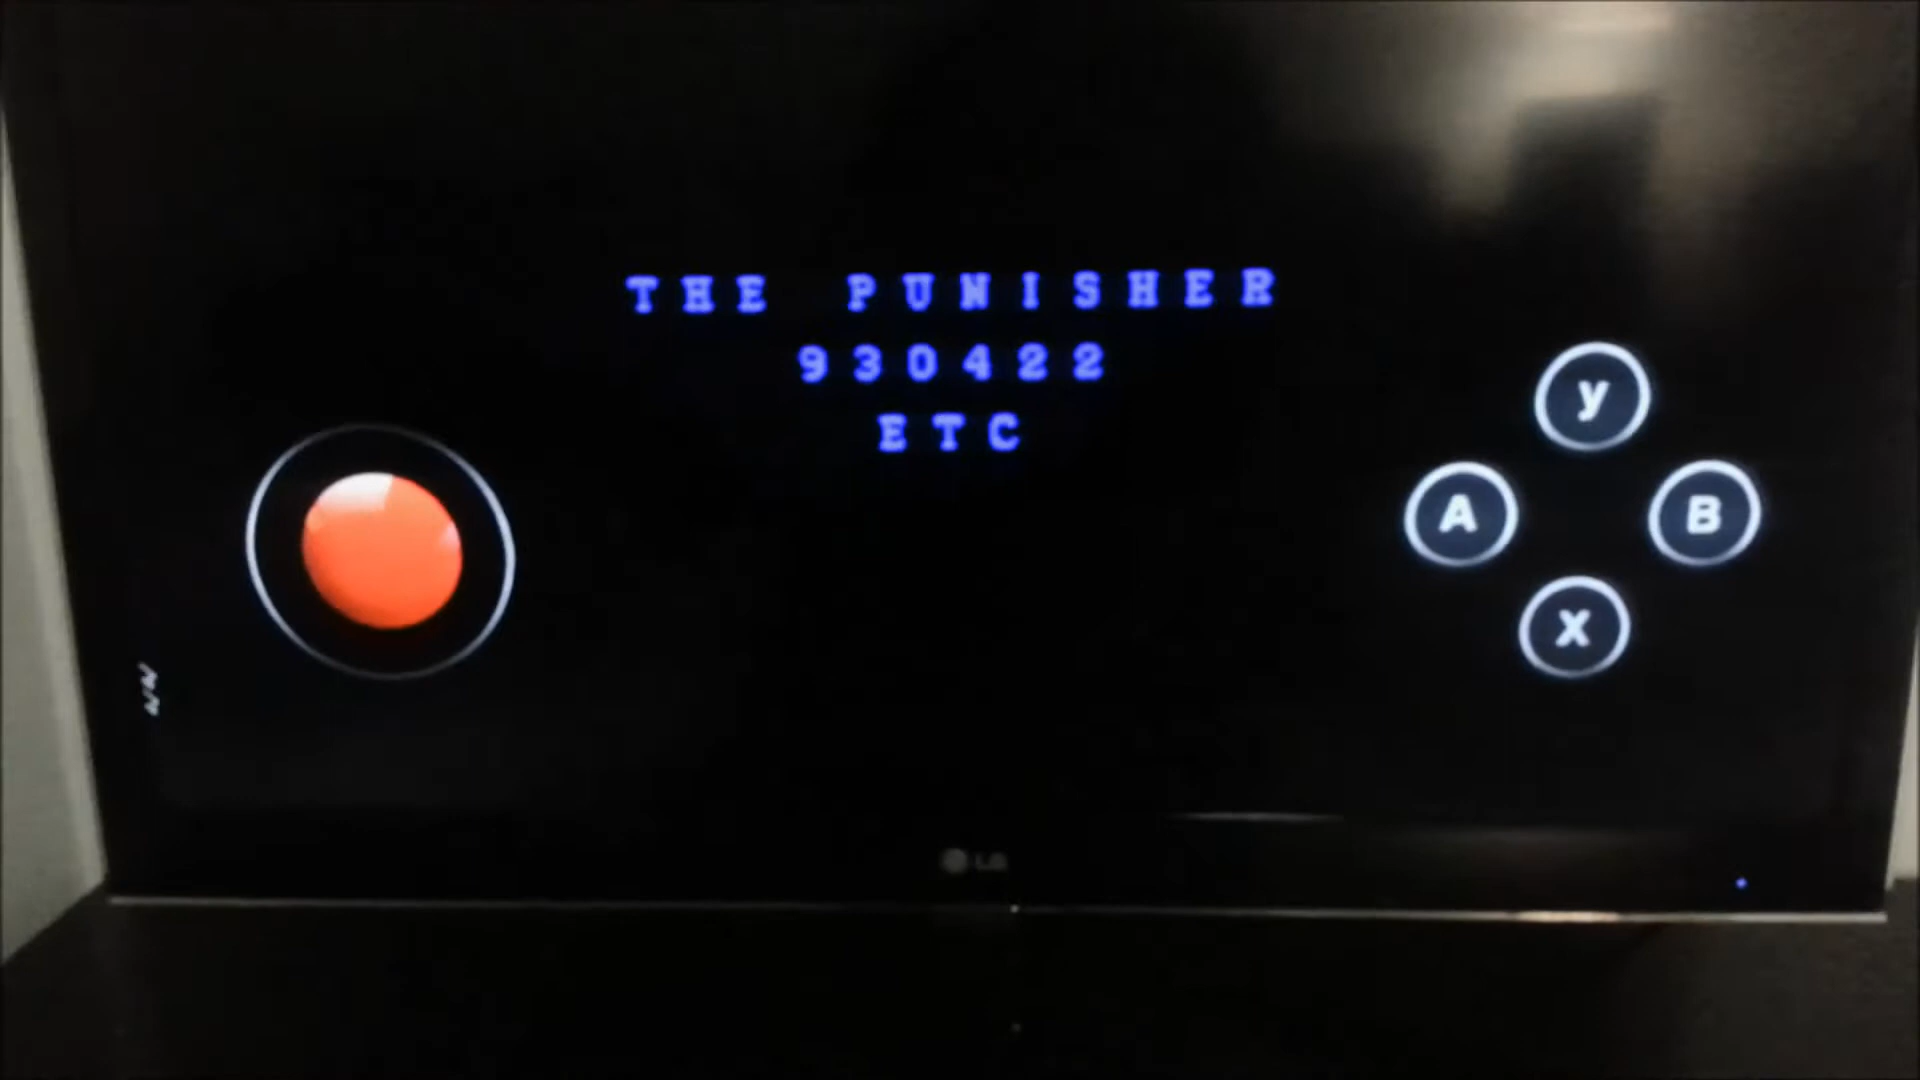 THE PUNISHER
930422
ETC
y
A
B
X
LG